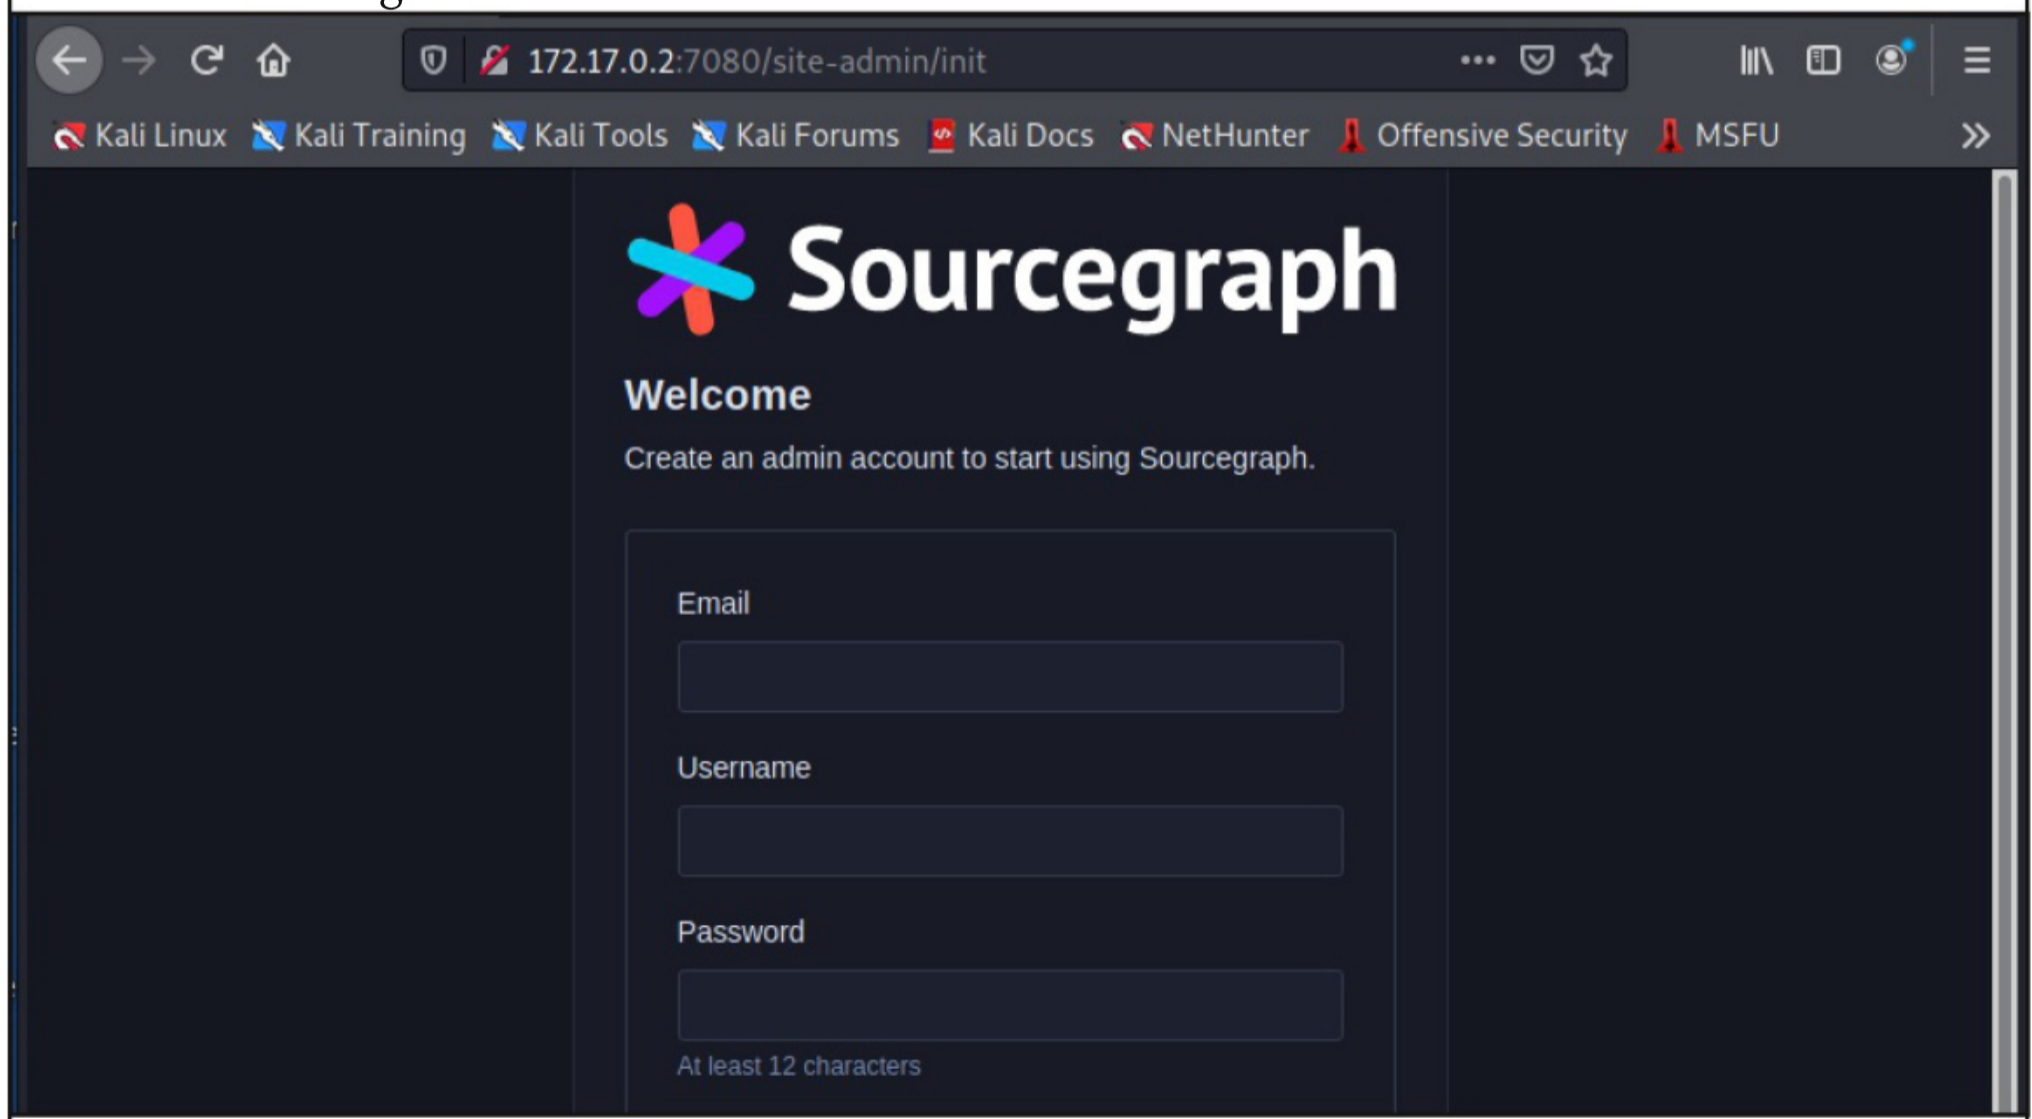 172.17.0.2:7080/site-admin/init
Kali Linux Kali Training Kali Tools Kali Forums Kali Docs NetHunter Offensive Security MSFU
Sourcegraph
Welcome
Create an admin account to start using Sourcegraph.
Email
Username
Password
At least 12 characters